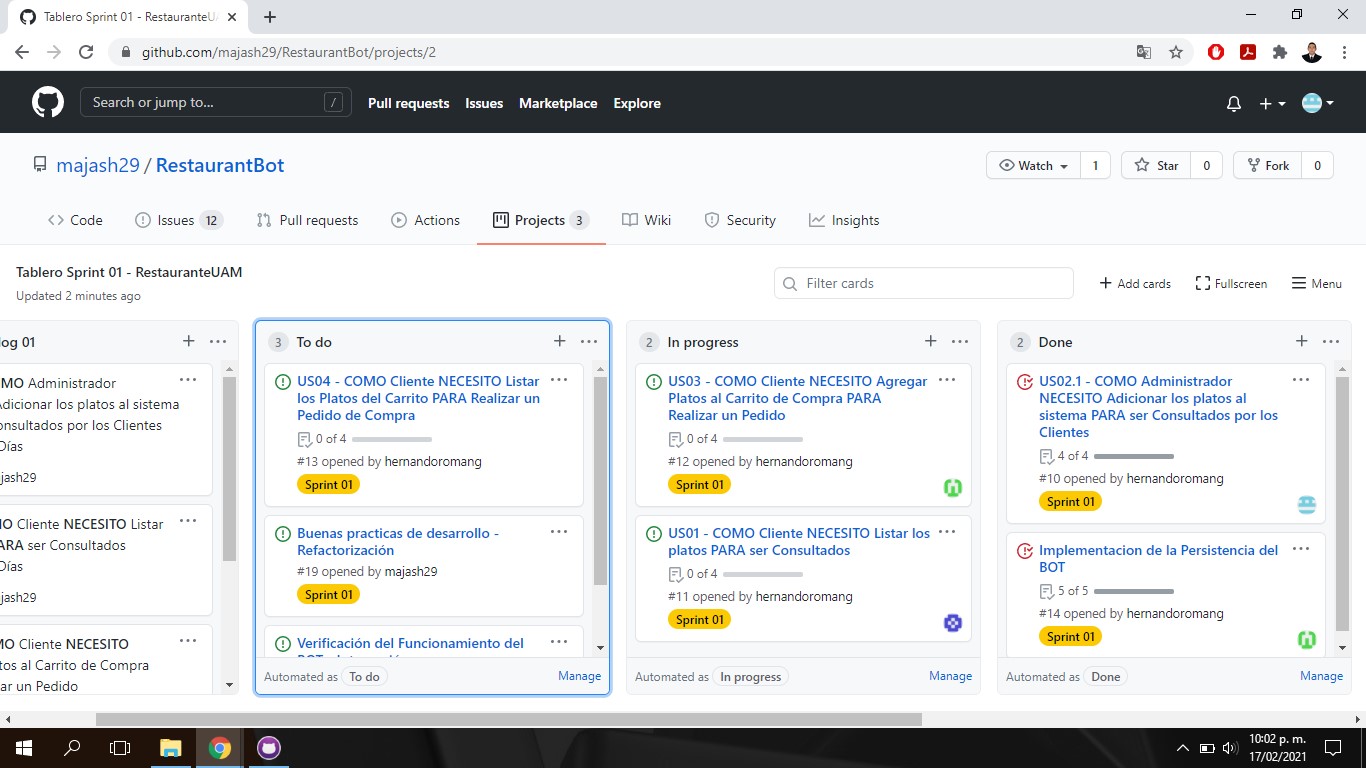 Tablero Sprint 01 - RestauranteU
github.com/majash29/RestaurantBot/projects/2
Search or jump to...
/
Pull requests Issues Marketplace Explore
majash29 / RestaurantBot
Watch 1
Star 0
Fork 0
Code
Issues 12
Pull requests
Actions
Projects 3
Wiki
Security
Insights
Tablero Sprint 01 - RestauranteUAM
Updated 2 minutes ago
Filter cards
Add cards
Fullscreen
Menu
og 01
MO Administrador
Adicionar los platos al sistema
onsultados por los Clientes
Días
jash29
MO Cliente NECESITO Listar
PARA ser Consultados
Días
jash29
MO Cliente NECESITO
tos al Carrito de Compra
zar un Pedido
3 To do
US04 - COMO Cliente NECESITO Listar
los Platos del Carrito PARA Realizar un
Pedido de Compra
0 of 4
#13 opened by hernandoromang
Sprint 01
Buenas practicas de desarrollo -
Refactorización
#19 opened by majash29
Sprint 01
Verificación del Funcionamiento del
Automated as To do
Manage
2 In progress
US03 - COMO Cliente NECESITO Agregar
Platos al Carrito de Compra PARA
Realizar un Pedido
0 of 4
#12 opened by hernandoromang
Sprint 01
US01 - COMO Cliente NECESITO Listar los
platos PARA ser Consultados
0 of 4
#11 opened by hernandoromang
Sprint 01
Automated as In progress
Manage
2 Done
US02.1 - COMO Administrador
NECESITO Adicionar los platos al
sistema PARA ser Consultados por los
Clientes
4 of 4
#10 opened by hernandoromang
Sprint 01
Implementacion de la Persistencia del
BOT
5 of 5
#14 opened by hernandoromang
Sprint 01
Automated as Done
Manage
10:02 p. m.
17/02/2021